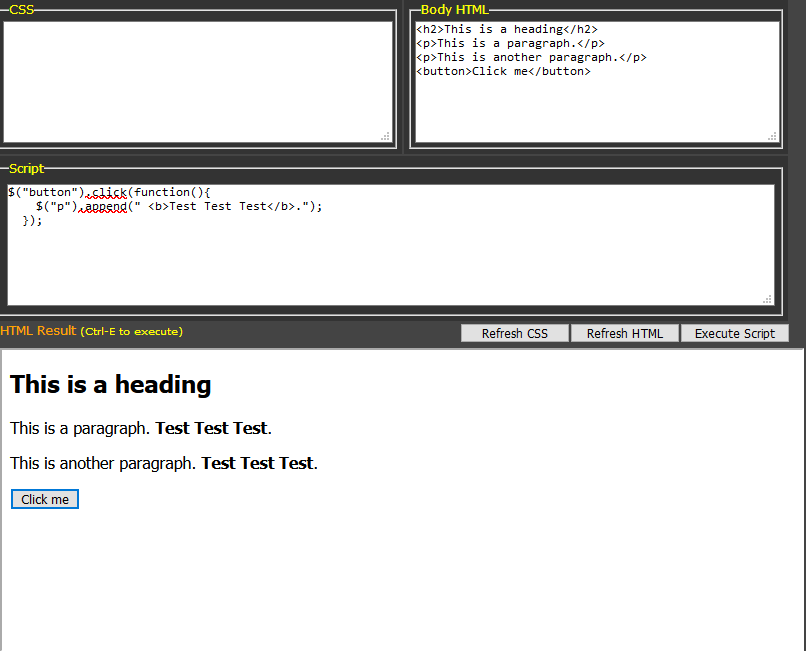 CSS
Body HTML
<h2>This is a heading</h2>
<p>This is a paragraph.</p>
<p>This is another paragraph.</p>
<button>Click me</button>
Script
$("button").click(function(){
    $("p").append(" <b>Test Test Test</b>.");
  });
HTML Result (Ctrl-E to execute)
Refresh CSS
Refresh HTML
Execute Script
This is a heading
This is a paragraph. Test Test Test.
This is another paragraph. Test Test Test.
Click me